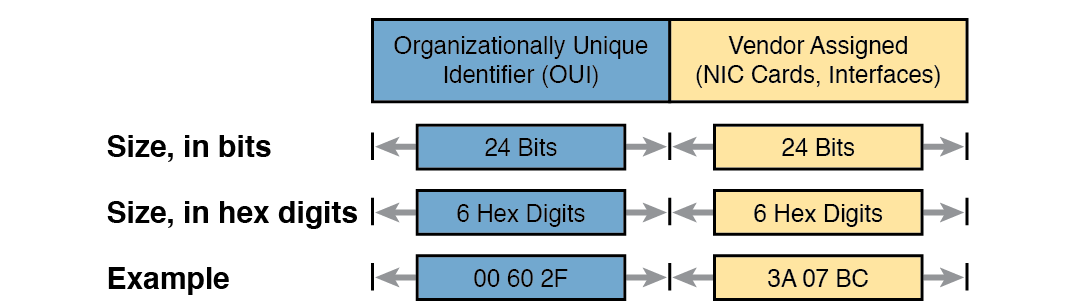 Organizationally Unique
Identifier (OUI)
Vendor Assigned
(NIC Cards, Interfaces)
Size, in bits
24 Bits
24 Bits
Size, in hex digits
6 Hex Digits
6 Hex Digits
Example
00 60 2F
3A 07 BC